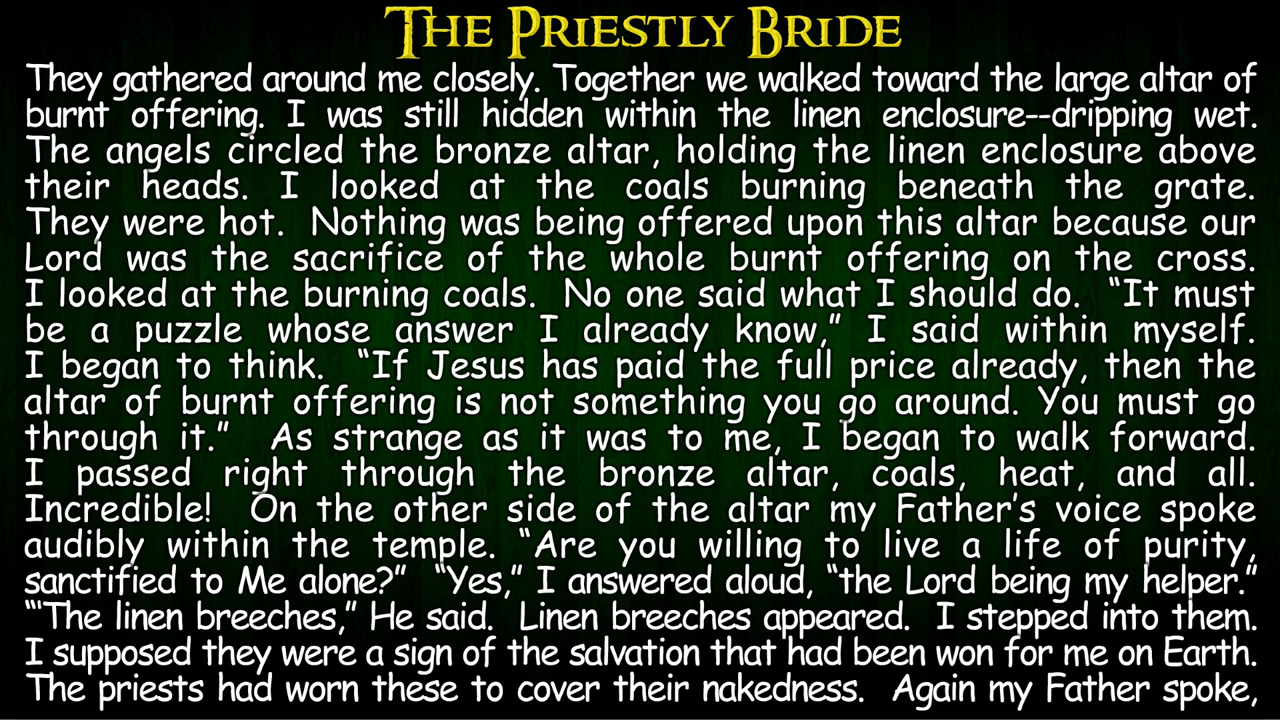 The Priestly Bride
They gathered around me closely. Together we walked toward the large altar of
burnt offering. I was still hidden within the linen enclosure--dripping wet.
The angels circled the bronze altar, holding the linen enclosure above
their heads. I looked at the coals burning beneath the grate.
They were hot. Nothing was being offered upon this altar because our
Lord was the sacrifice of the whole burnt offering on the cross.
I looked at the burning coals. No one said what I should do. "It must
be a puzzle whose answer I already know," I said within myself.
I began to think. "If Jesus has paid the full price already, then the
altar of burnt offering is not something you go around. You must go
through it." As strange as it was to me, I began to walk forward.
I passed right through the bronze altar, coals, heat, and all.
Incredible! On the other side of the altar my Father's voice spoke
audibly within the temple. "Are you willing to live a life of purity,
sanctified to Me alone?" "Yes," I answered aloud, "the Lord being my helper."
"'The linen breeches," He said. Linen breeches appeared. I stepped into them.
I supposed they were a sign of the salvation that had been won for me on Earth.
The priests had worn these to cover their nakedness. Again my Father spoke,